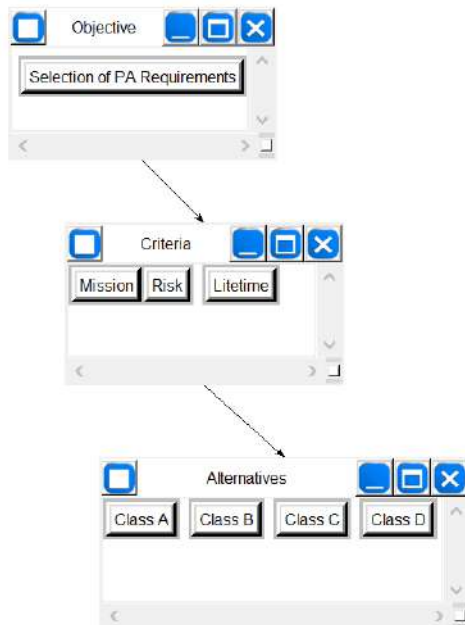 Objective
Selection of PA Requirements
Criteria
Mission Risk Litetime
Alternatives
Class A Class B Class C Class D